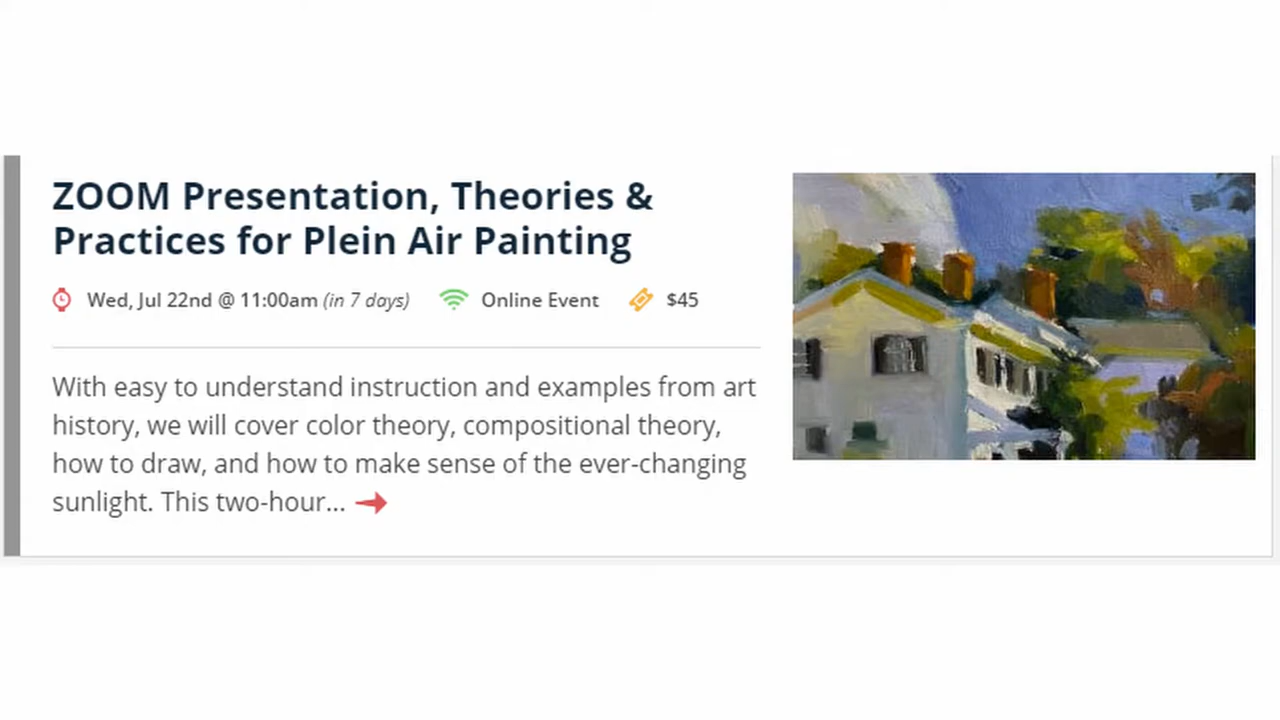 ZOOM Presentation, Theories &
Practices for Plein Air Painting
Wed, Jul 22nd @ 11:00am (in 7 days) Online Event $45
With easy to understand instruction and examples from art
history, we will cover color theory, compositional theory,
how to draw, and how to make sense of the ever-changing
sunlight. This two-hour...